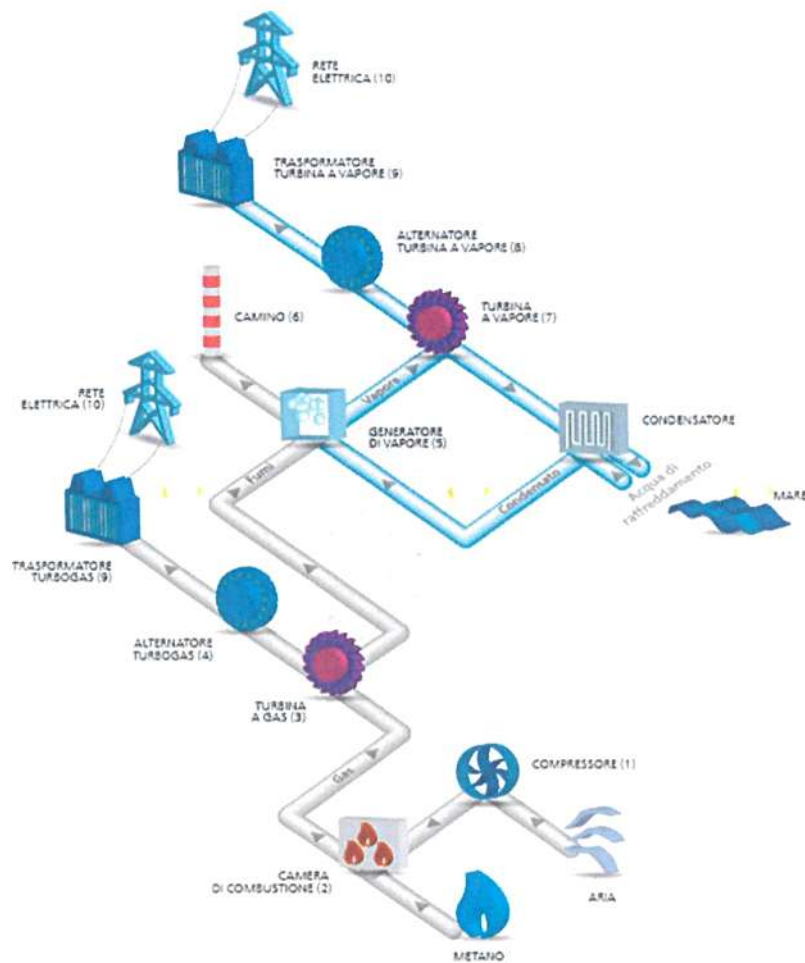 RETE
ELETTRICA (10)
TRASFORMATORE
TURBINA A VAPORE (9)
ALTERNATORE
TURBINA A VAPORE (8)
CAMINO (6)
TURBINA
A VAPORE (7)
RETE
ELETTRICA (10)
Vapore
GENERATORE
DI VAPORE (5)
CONDENSATORE
Fumi
Condensato
Acqua di
raffreddamento
MARE
TRASFORMATORE
TURBOGAS (9)
ALTERNATORE
TURBOGAS (4)
TURBINA
A GAS (3)
Gas
COMPRESSORE (1)
CAMERA
DI COMBUSTIONE (2)
ARIA
METANO